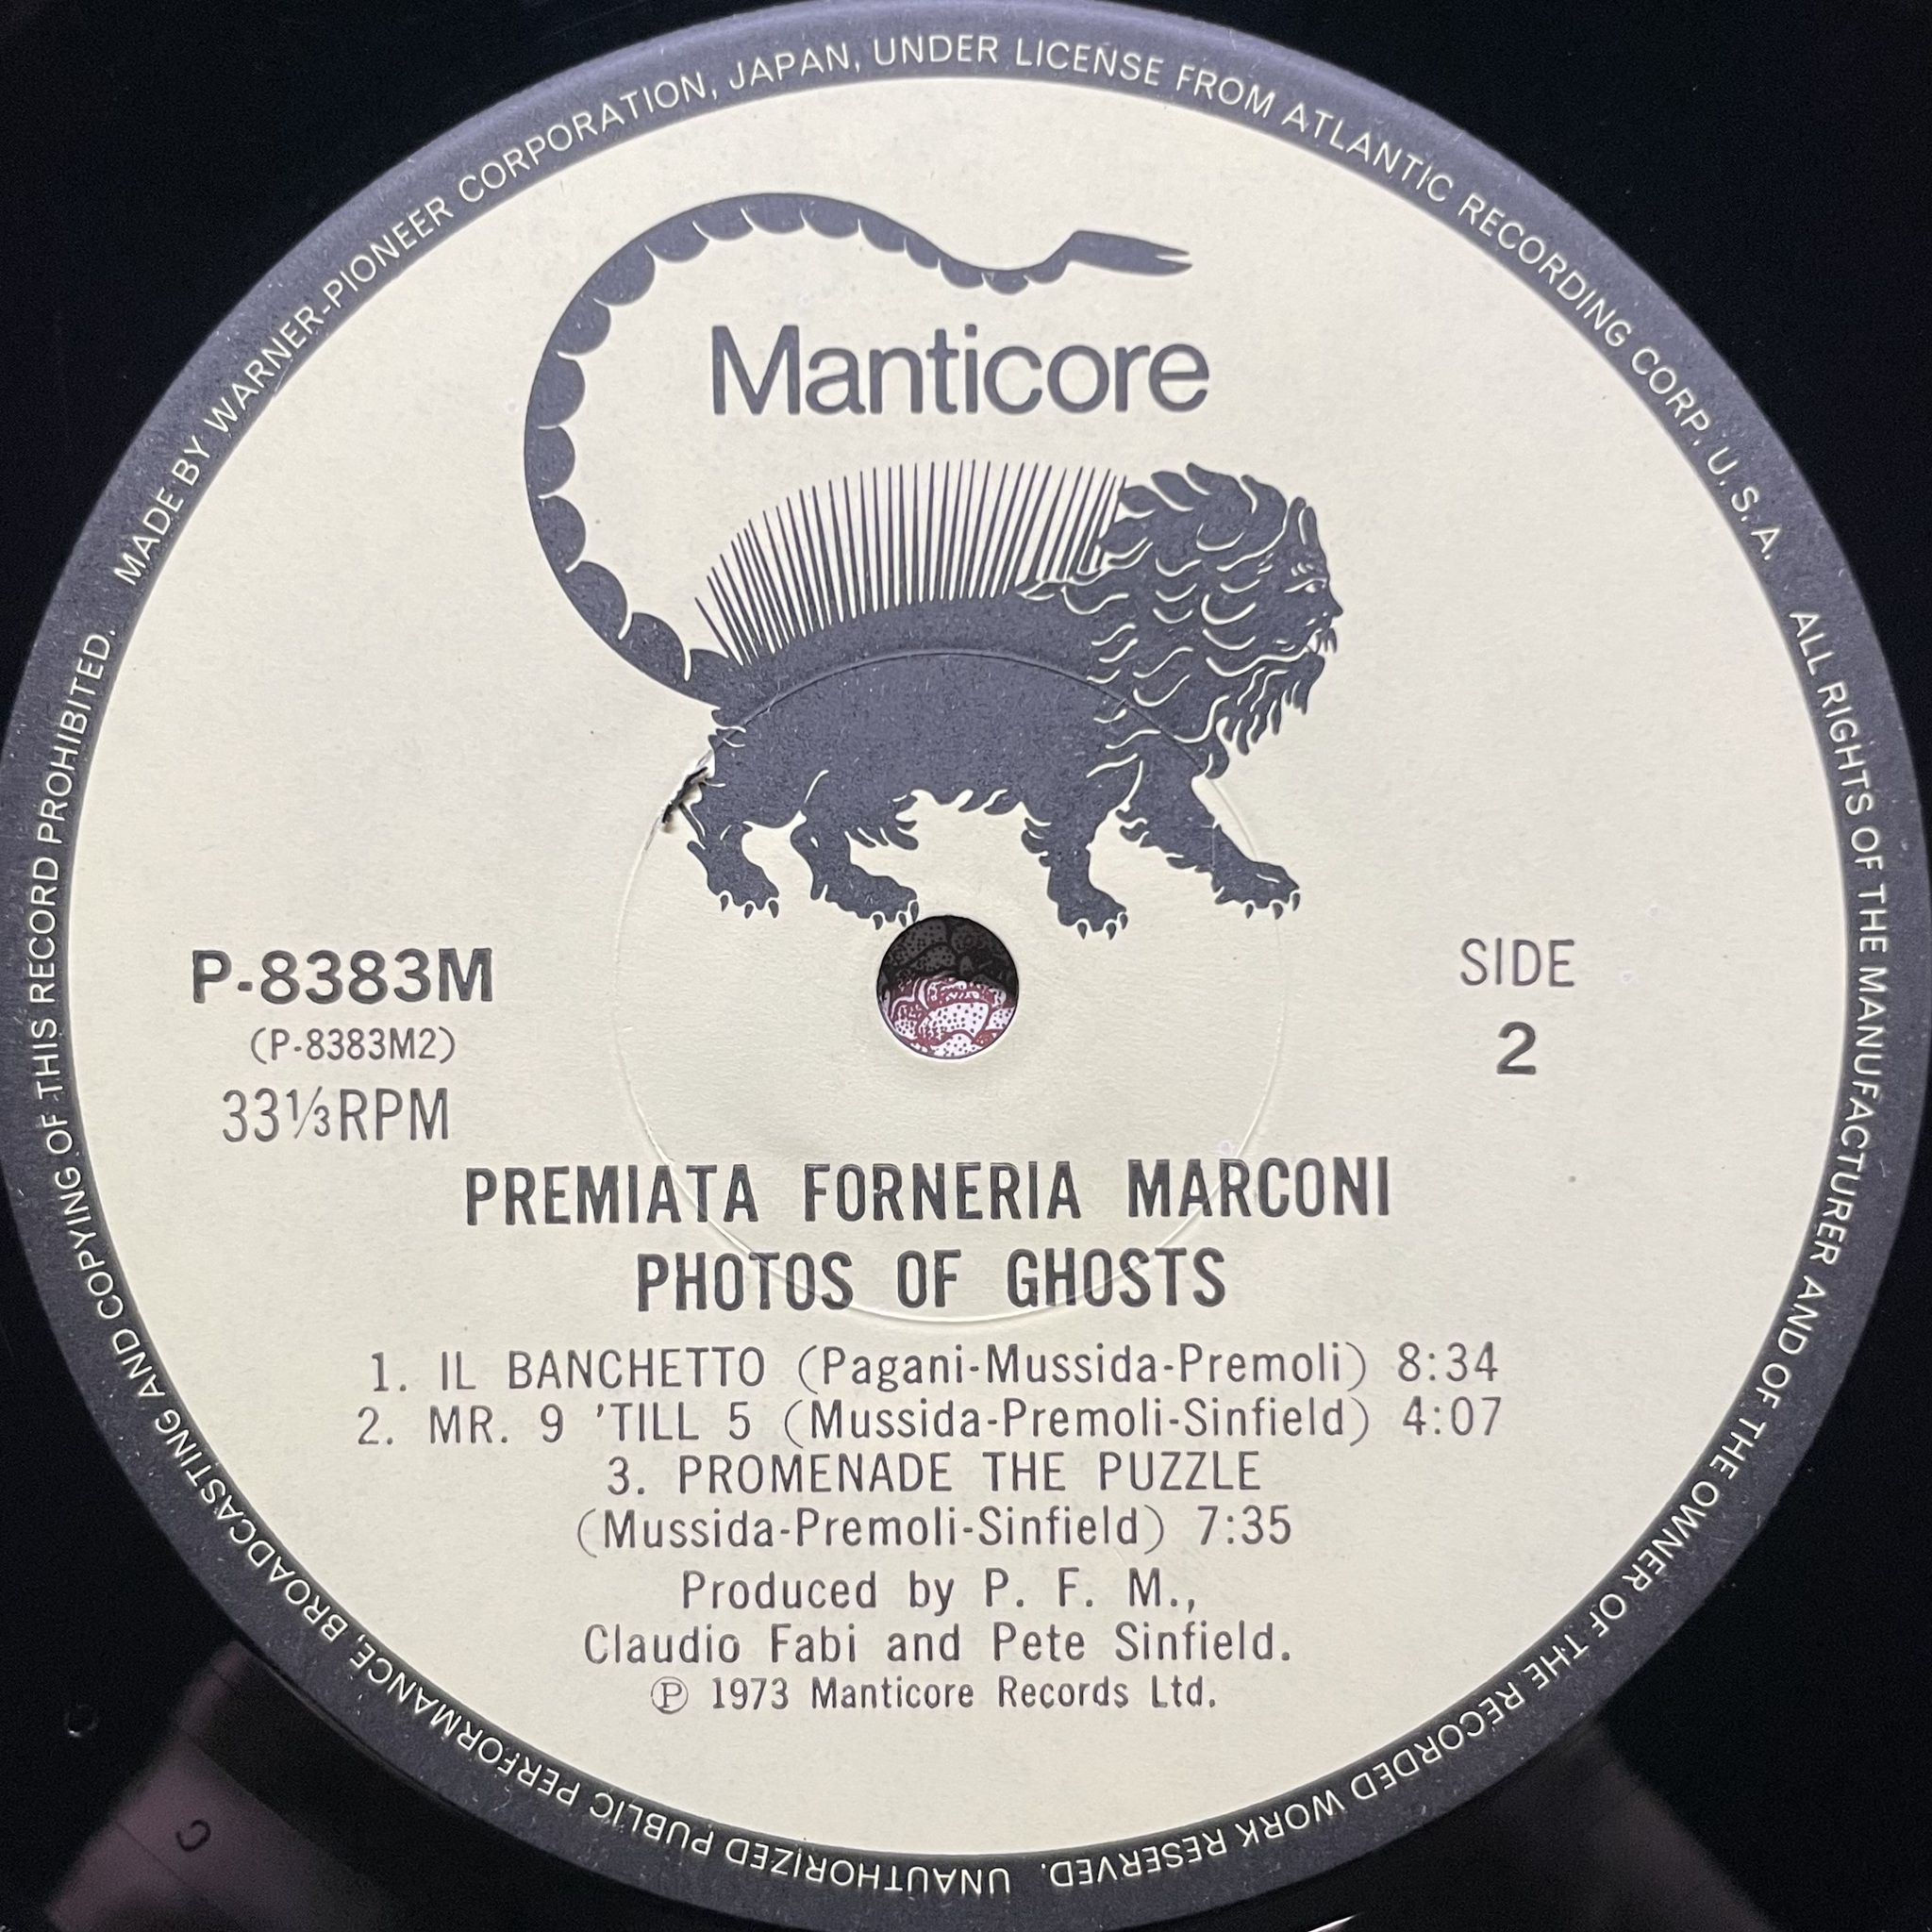 MADE BY WARNER-PIONEER CORPORATION, JAPAN, UNDER LICENSE FROM ATLANTIC RECORDING CORP. U. S. A.
ALL RIGHTS OF THE MANUFACTURER AND OF THE OWNER OF THE RECORDED WORK RESERVED.
UNAUTHORIZED PUBLIC PERFORMANCE, BROADCASTING AND COPYING OF THIS RECORD PROHIBITED.
Manticore
P-8383M
(P-8383M2)
33⅓RPM
SIDE
2
PREMIATA FORNERIA MARCONI
PHOTOS OF GHOSTS
1. IL BANCHETTO (Pagani-Mussida-Premoli) 8:34
2. MR. 9 'TILL 5 (Mussida-Premoli-Sinfield) 4:07
3. PROMENADE THE PUZZLE
(Mussida-Premoli-Sinfield) 7:35
Produced by P. F. M.,
Claudio Fabi and Pete Sinfield.
℗ 1973 Manticore Records Ltd.